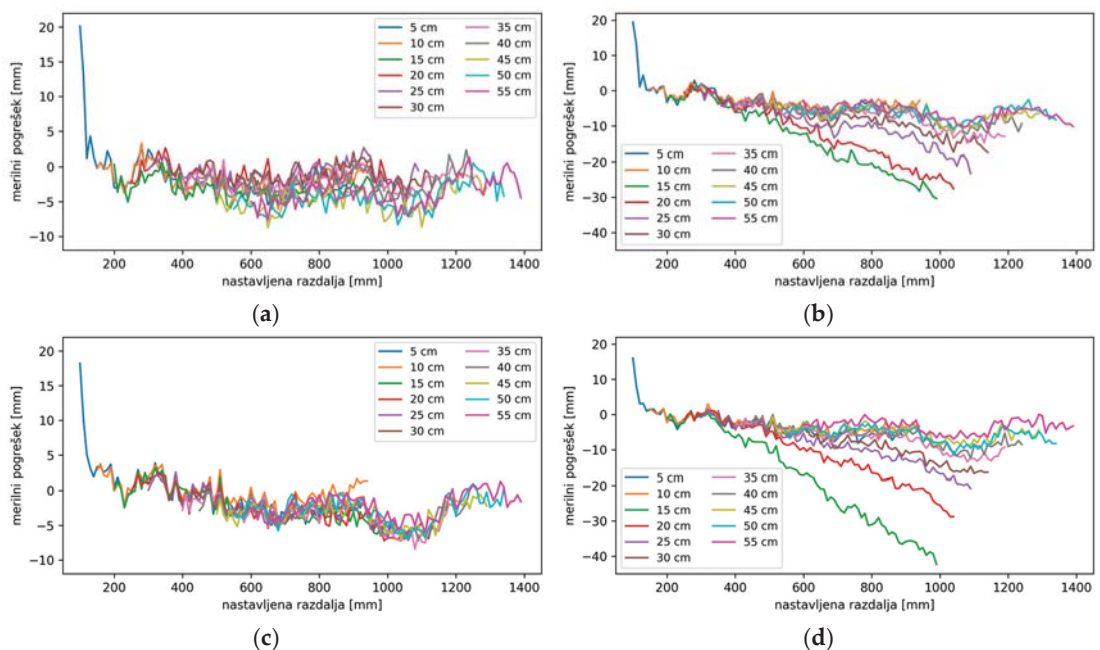 20
15
10
5
0
−5
−10
merilni pogrešek [mm]
5 cm 35 cm
10 cm 40 cm
15 cm 45 cm
20 cm 50 cm
25 cm 55 cm
30 cm
200 400 600 800 1000 1200 1400
nastavljena razdalja [mm]
(a)
20
10
0
−10
−20
−30
−40
merilni pogrešek [mm]
5 cm 35 cm
10 cm 40 cm
15 cm 45 cm
20 cm 50 cm
25 cm 55 cm
30 cm
200 400 600 800 1000 1200 1400
nastavljena razdalja [mm]
(b)
20
15
10
5
0
−5
−10
merilni pogrešek [mm]
5 cm 35 cm
10 cm 40 cm
15 cm 45 cm
20 cm 50 cm
25 cm 55 cm
30 cm
200 400 600 800 1000 1200 1400
nastavljena razdalja [mm]
(c)
20
10
0
−10
−20
−30
−40
merilni pogrešek [mm]
5 cm 35 cm
10 cm 40 cm
15 cm 45 cm
20 cm 50 cm
25 cm 55 cm
30 cm
200 400 600 800 1000 1200 1400
nastavljena razdalja [mm]
(d)